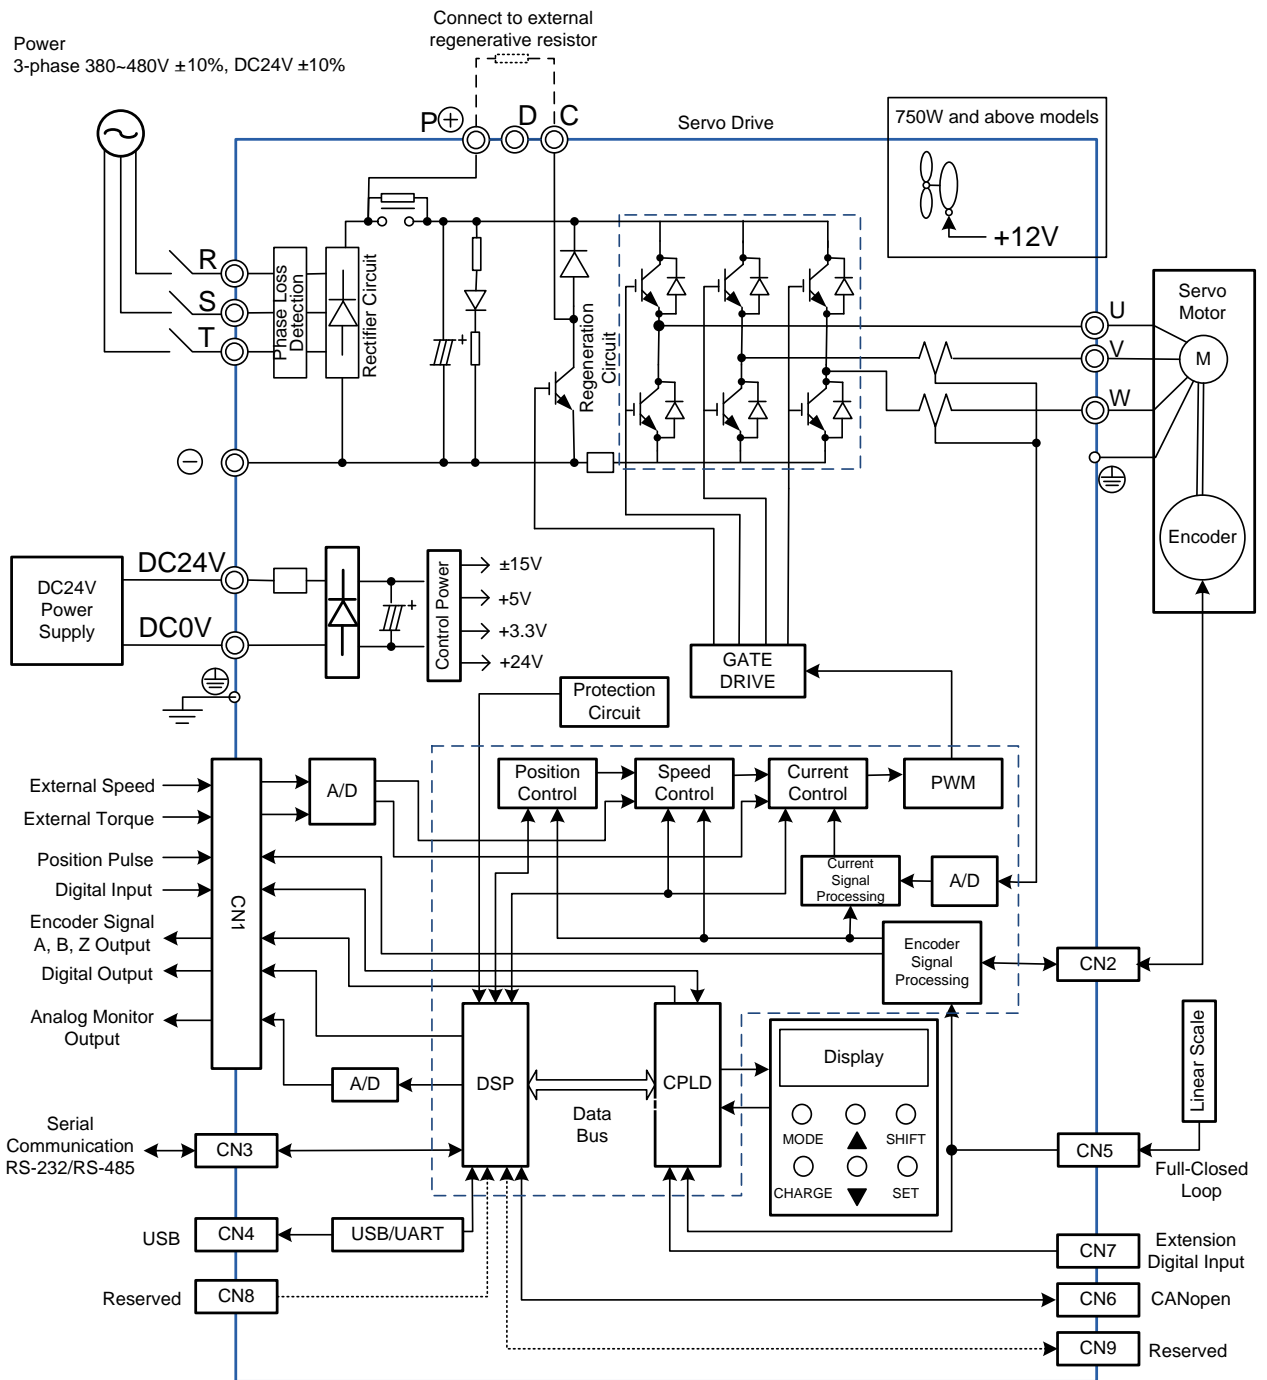 Connect to external
regenerative resistor
Power
3-phase 380~480V ±10%, DC24V ±10%
P⊕ D C
Servo Drive
750W and above models
+12V
R
S
T
Phase Loss
Detection
Rectifier Circuit
+
Regeneration
Circuit
U
V
W
Servo
Motor
M
Encoder
DC24V
Power
Supply
DC24V
DC0V
+
Control Power
±15V
+5V
+3.3V
+24V
GATE
DRIVE
Protection
Circuit
External Speed
External Torque
Position Pulse
Digital Input
Encoder Signal
A, B, Z Output
Digital Output
Analog Monitor
Output
CN1
A/D
Position
Control
Speed
Control
Current
Control
PWM
Current
Signal
Processing
A/D
Encoder
Signal
Processing
CN2
A/D
DSP
Data
Bus
CPLD
Display
MODE
▲
SHIFT
CHARGE
▼
SET
Linear Scale
Serial
Communication
RS-232/RS-485
CN3
CN5
Full-Closed
Loop
USB
CN4
USB/UART
CN7
Extension
Digital Input
Reserved
CN8
CN6
CANopen
CN9
Reserved